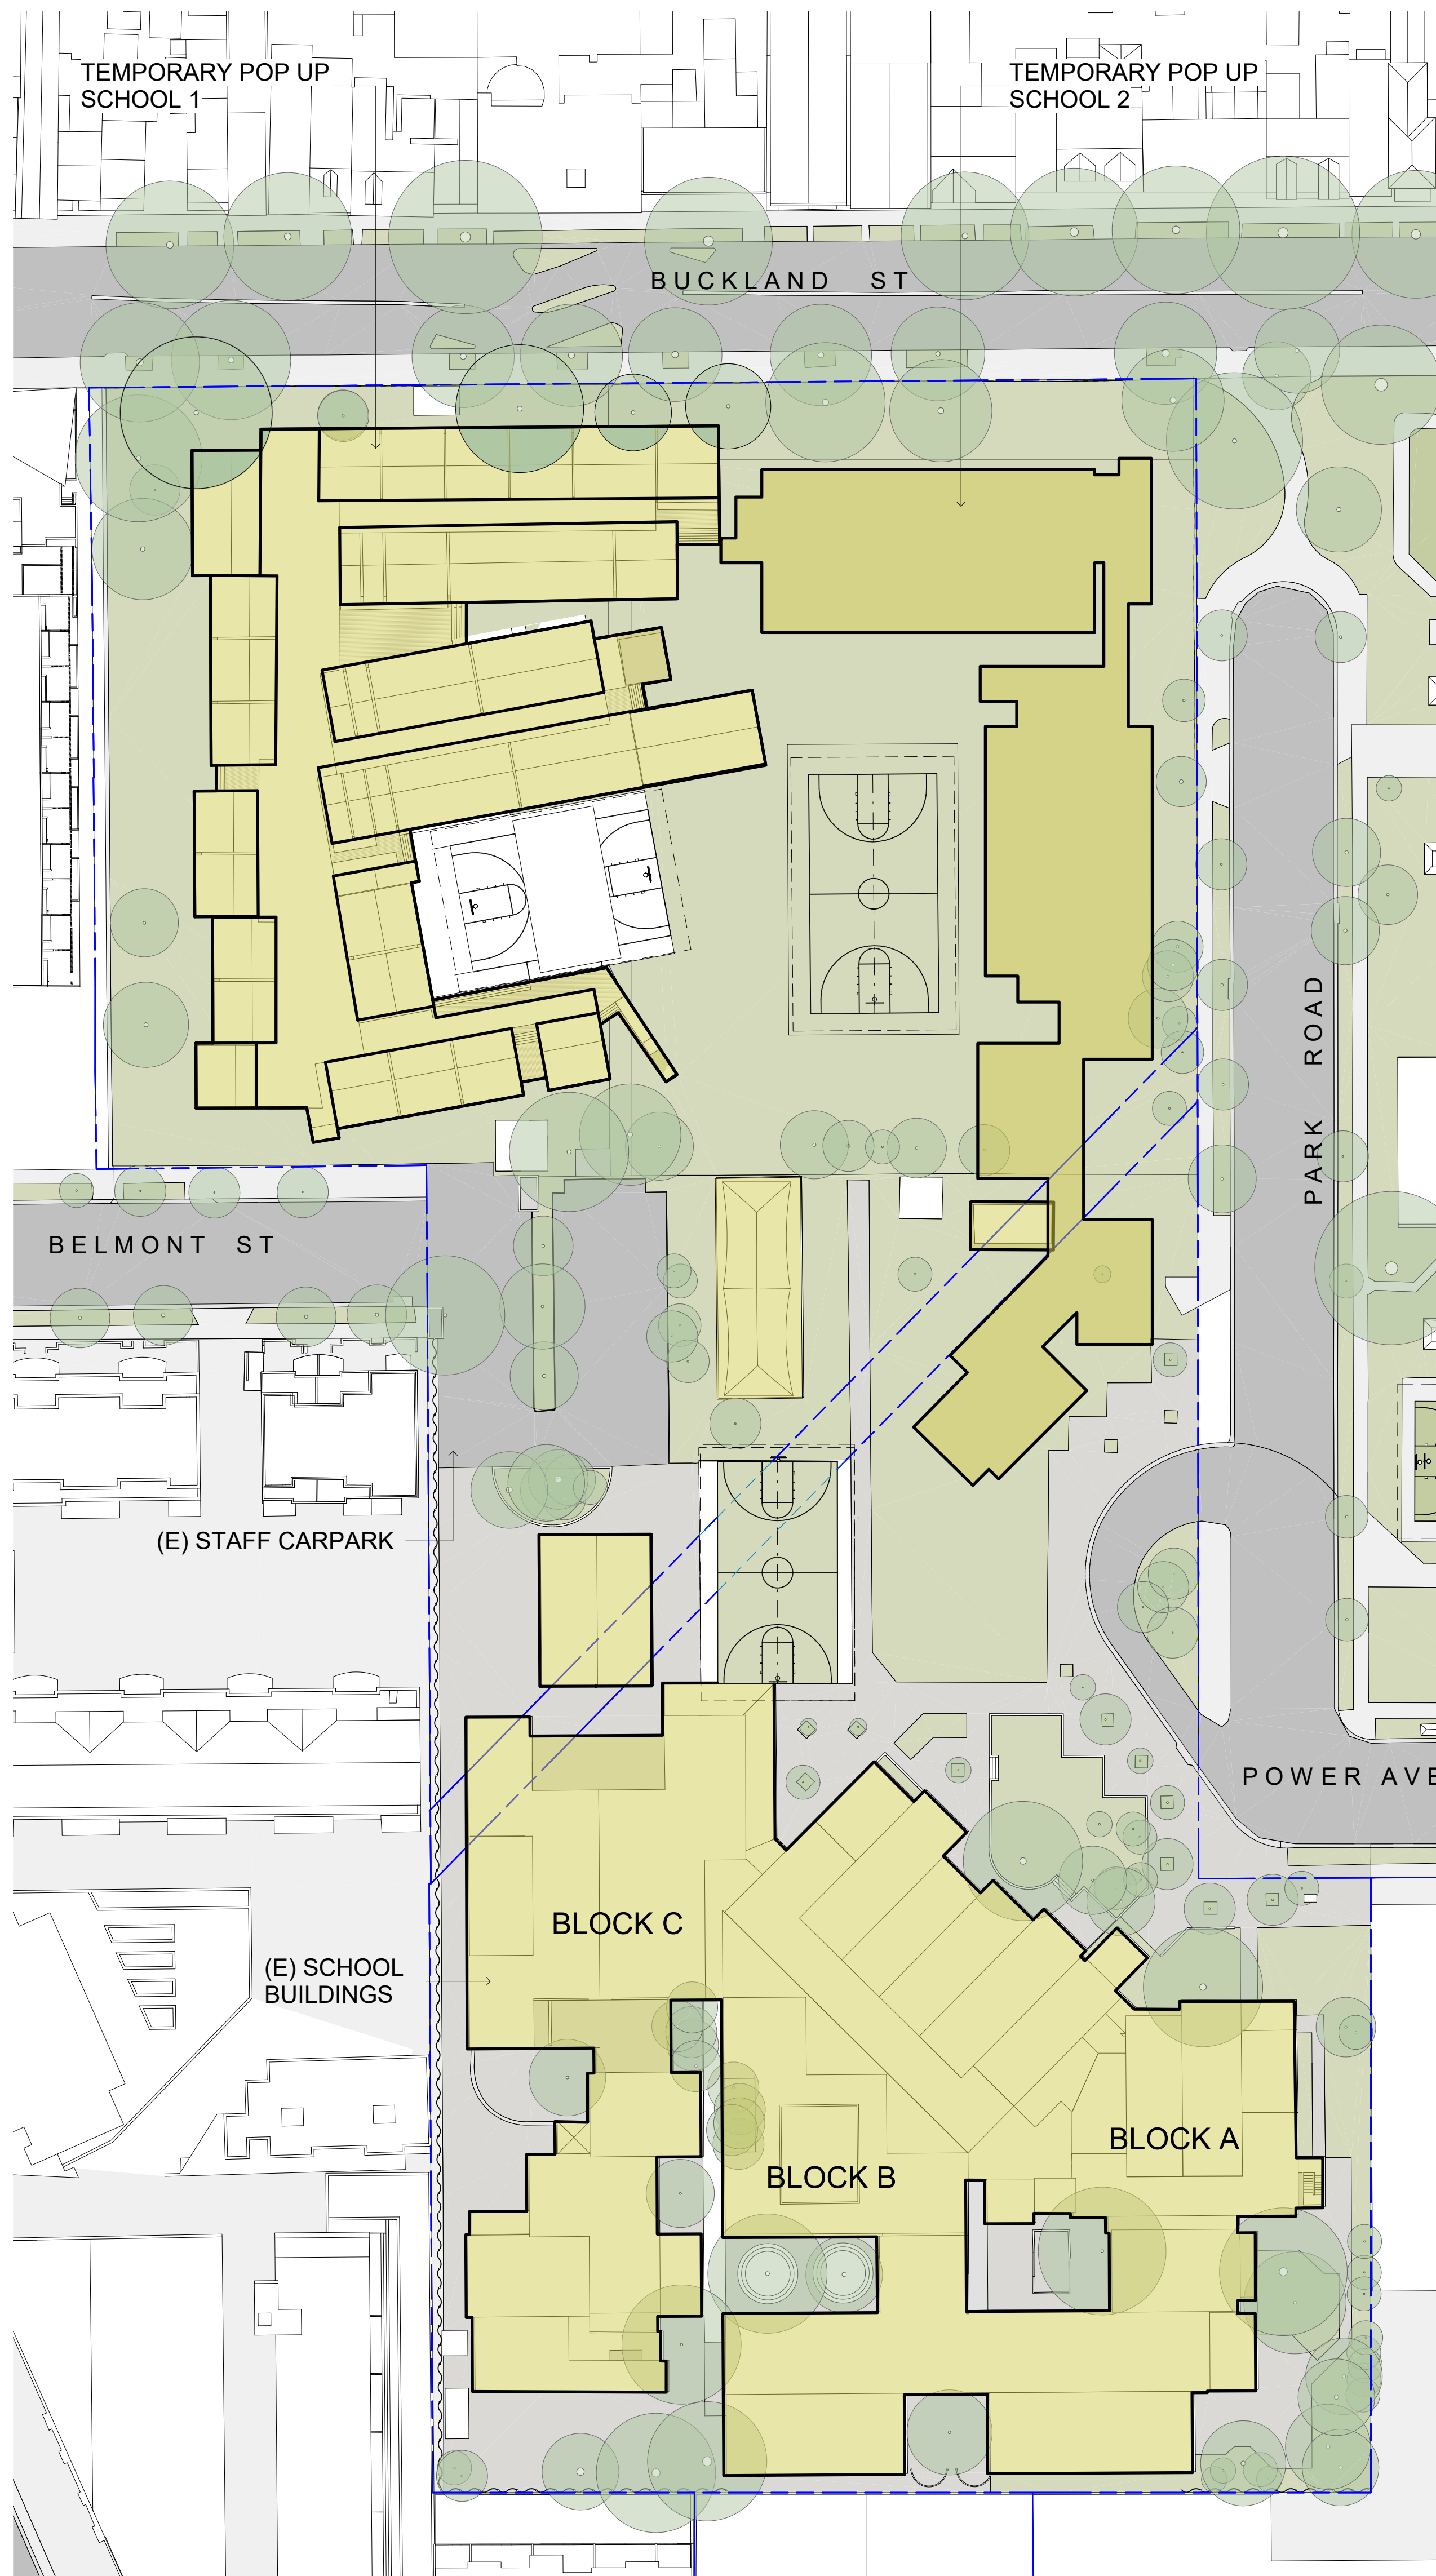 TEMPORARY POP UP
SCHOOL 1
TEMPORARY POP UP
SCHOOL 2
BUCKLAND ST
PARK ROAD
BELMONT ST
(E) STAFF CARPARK
POWER AVE
BLOCK C
(E) SCHOOL
BUILDINGS
BLOCK A
BLOCK B